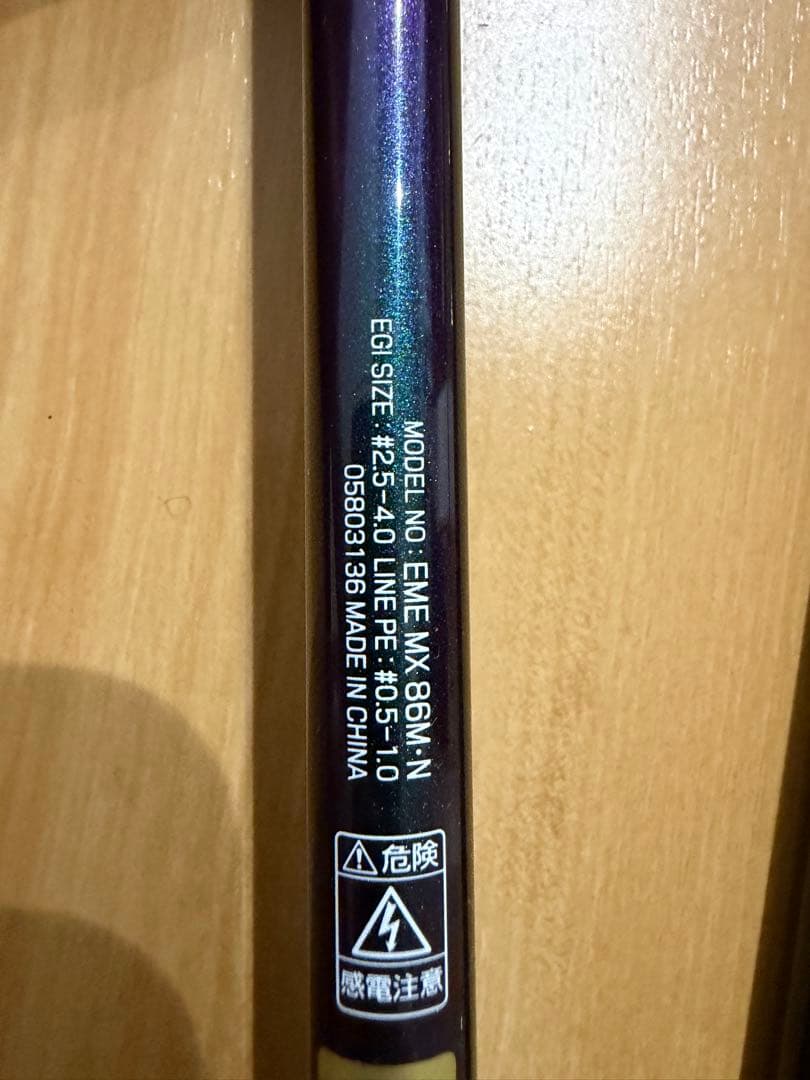 MODEL NO : EME MX 86M·N
EGI SIZE : #2.5-4.0 LINE PE : #0.5-1.0
05803136 MADE IN CHINA
危険
感電注意